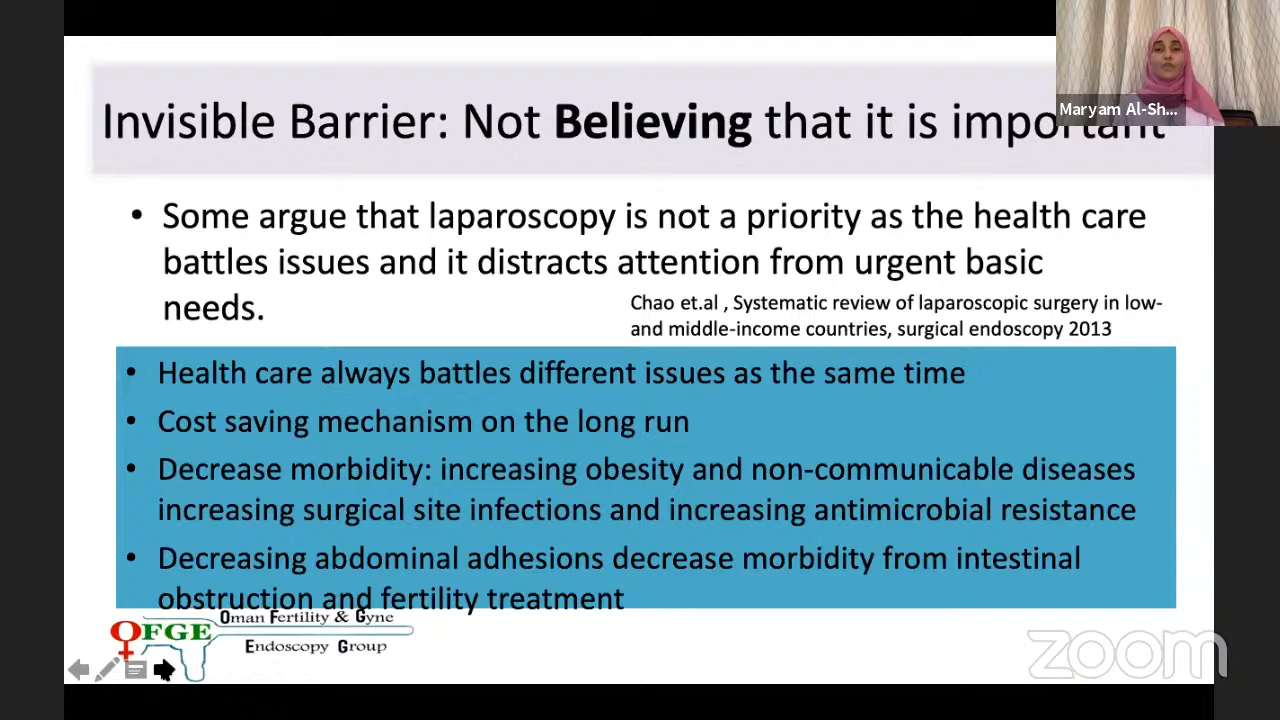 Maryam Al-Sh...
Invisible Barrier: Not Believing that it is important
• Some argue that laparoscopy is not a priority as the health care
battles issues and it distracts attention from urgent basic
needs.
Chao et.al , Systematic review of laparoscopic surgery in low-
and middle-income countries, surgical endoscopy 2013
• Health care always battles different issues as the same time
• Cost saving mechanism on the long run
• Decrease morbidity: increasing obesity and non-communicable diseases
increasing surgical site infections and increasing antimicrobial resistance
• Decreasing abdominal adhesions decrease morbidity from intestinal
obstruction and fertility treatment
OFGE
Oman Fertility & Gyne
Endoscopy Group
zoom